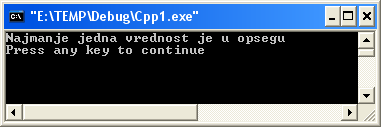 "E:\TEMP\Debug\Cpp1.exe"
Najmanje jedna vrednost je u opsegu
Press any key to continue